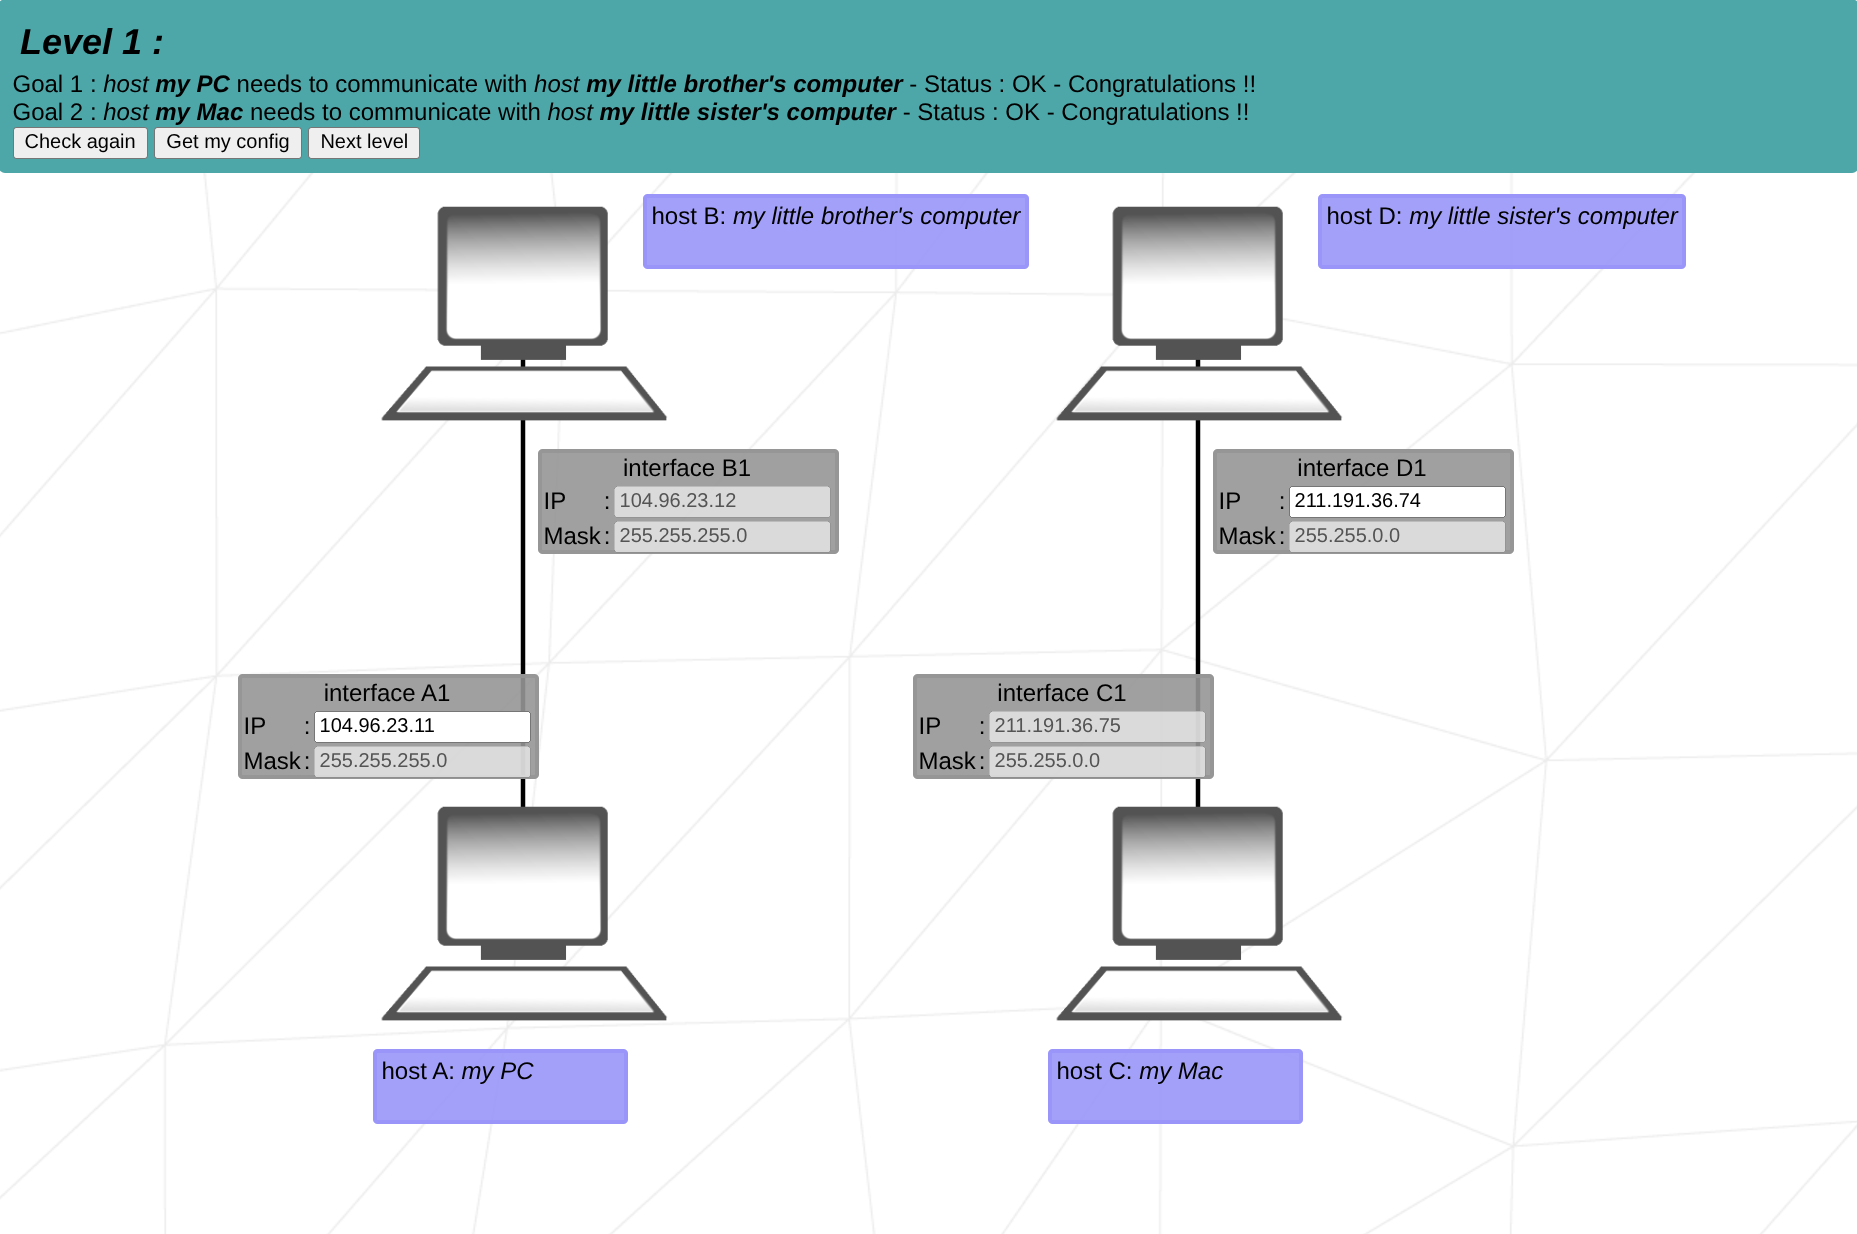 Level 1 :
Goal 1 : host my PC needs to communicate with host my little brother's computer - Status : OK - Congratulations !!
Goal 2 : host my Mac needs to communicate with host my little sister's computer - Status : OK - Congratulations !!
Check again Get my config Next level
host B: my little brother's computer
host D: my little sister's computer
interface B1
IP : 104.96.23.12
Mask : 255.255.255.0
interface D1
IP : 211.191.36.74
Mask : 255.255.0.0
interface A1
IP : 104.96.23.11
Mask : 255.255.255.0
interface C1
IP : 211.191.36.75
Mask : 255.255.0.0
host A: my PC
host C: my Mac